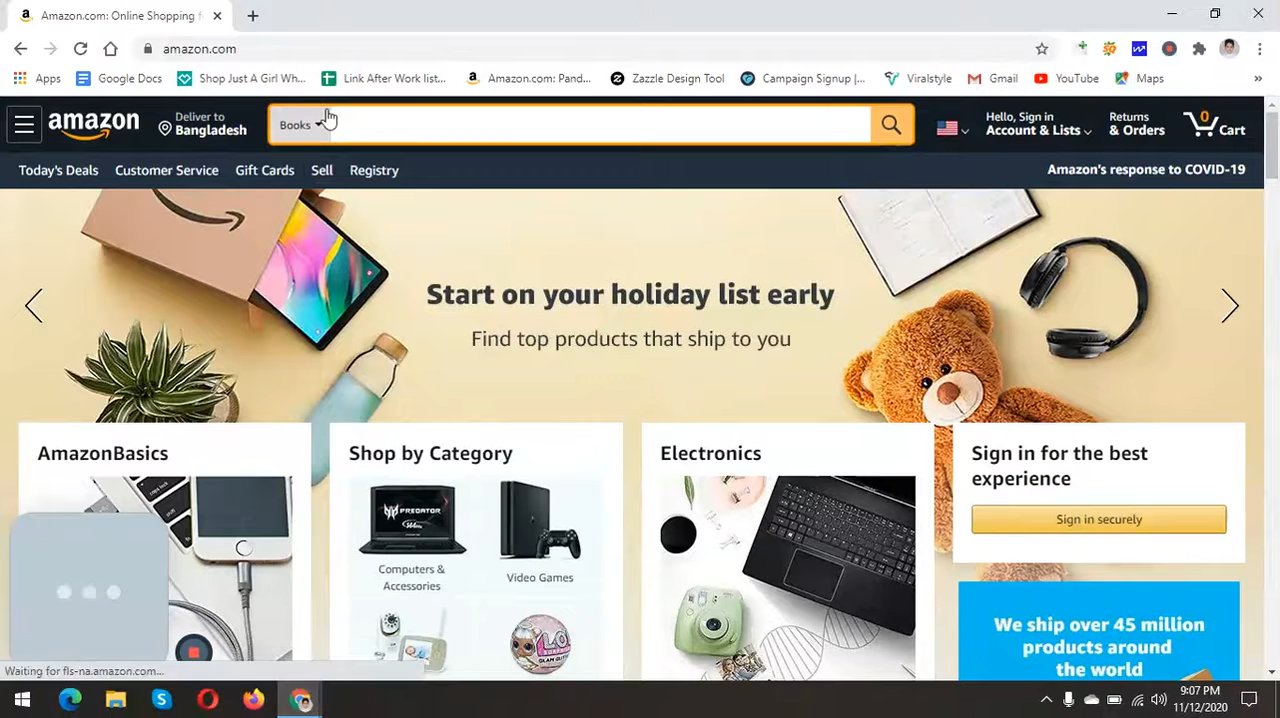 Amazon.com: Online Shopping f
amazon.com
Apps
Google Docs
Shop Just A Girl Wh...
Link After Work list...
Amazon.com: Pand...
Zazzle Design Tool
Campaign Signup |...
Viralstyle
Gmail
YouTube
Maps
»
amazon
Deliver to
Bangladesh
Books
Hello, Sign in
Account & Lists
Returns
& Orders
0
Cart
Today's Deals
Customer Service
Gift Cards
Sell
Registry
Amazon's response to COVID-19
Start on your holiday list early
Find top products that ship to you
AmazonBasics
Shop by Category
PREDATOR
Computers &
Accessories
Video Games
L.O.L.
Electronics
Sign in for the best
experience
Sign in securely
We ship over 45 million
products around
the world
Waiting for fls-na.amazon.com...
9:07 PM
11/12/2020